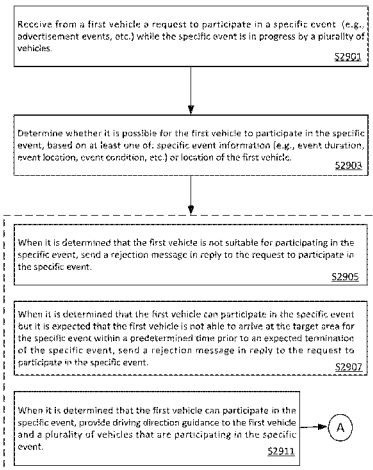 Receive from a first vehicle a request to participate in a specific event (e.g.,
advertisement events, etc.) while the specific event is in progress by a plurality of
vehicles.
S2901
Determine whether it is possible for the first vehicle to participate in the specific
event, based on at least one of: specific event information (e.g., event duration,
event location, event condition, etc.) or location of the first vehicle.
S2903
When it is determined that the first vehicle is not suitable for participating in the
specific event, send a rejection message in reply to the request to participate in
the specific event.
S2905
When it is determined that the first vehicle can participate in the specific event
but it is expected that the first vehicle is not able to arrive at the target area for
the specific event within a predetermined time prior to an expected termination
of the specific event, send a rejection message in reply to the request to
participate in the specific event.
S2907
When it is determined that the first vehicle can participate in the
specific event, provide driving direction guidance to the first vehicle
and a plurality of vehicles that are participating in the specific
event.
S2911
A